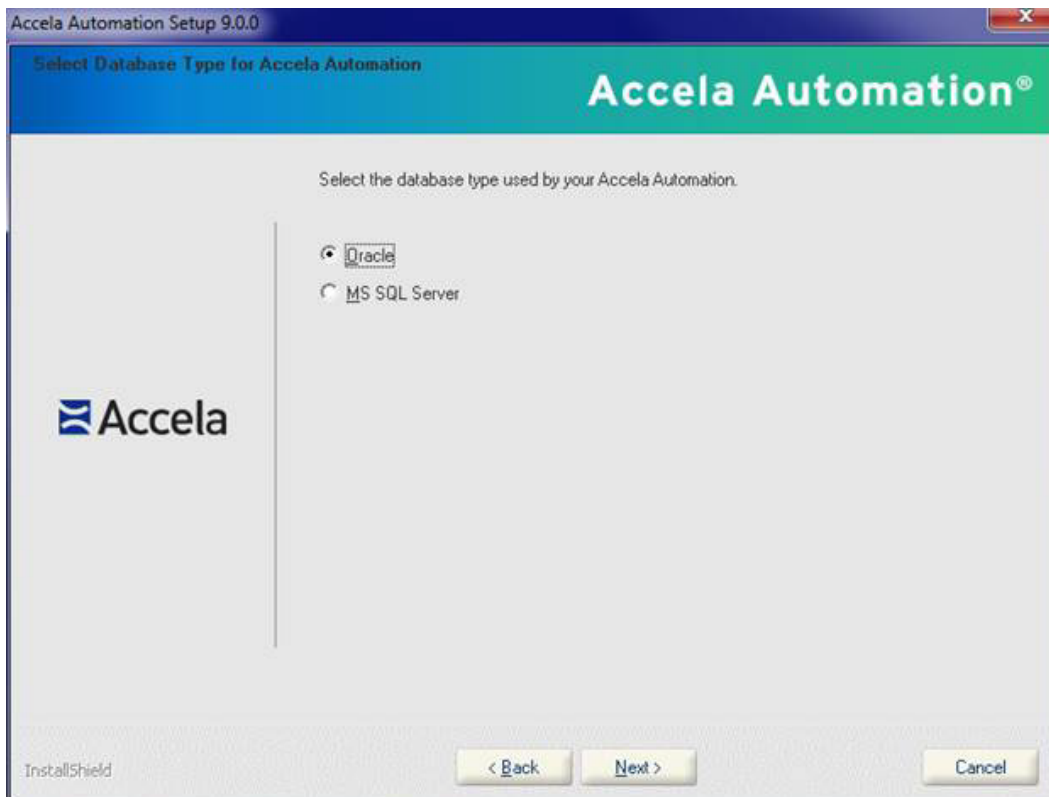 Accela Automation Setup 9.0.0
x
Select Database Type for Accela Automation
Accela Automation®
Select the database type used by your Accela Automation.
Oracle
MS SQL Server
Accela
InstallShield
< Back
Next >
Cancel